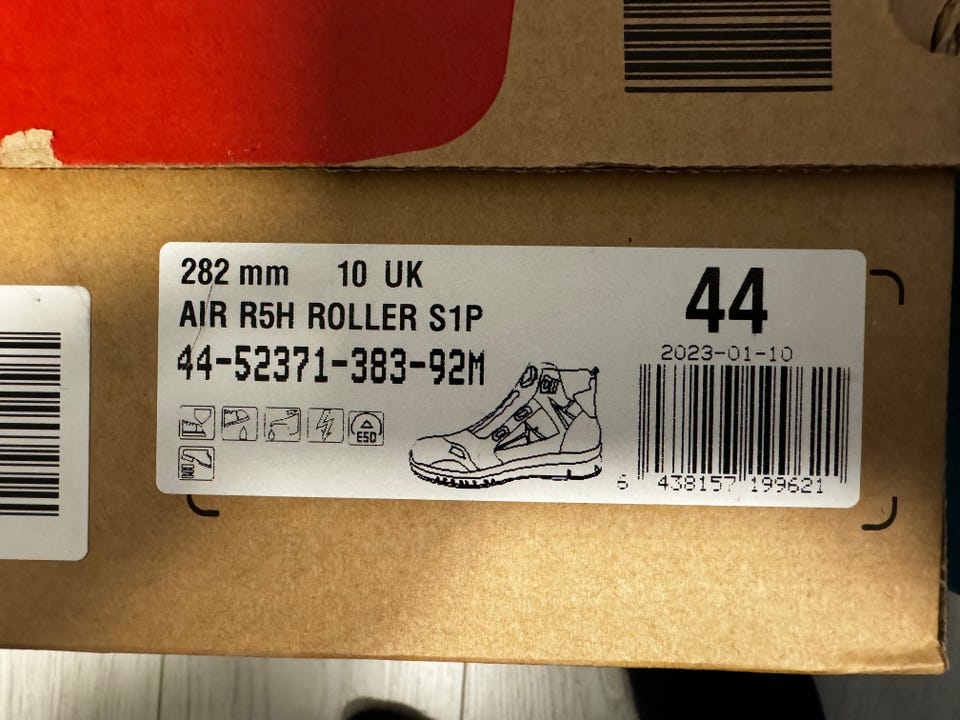 282 mm 10 UK
AIR R5H ROLLER S1P
44-52371-383-92M
ESD
44
2023-01-10
6 438157 199621